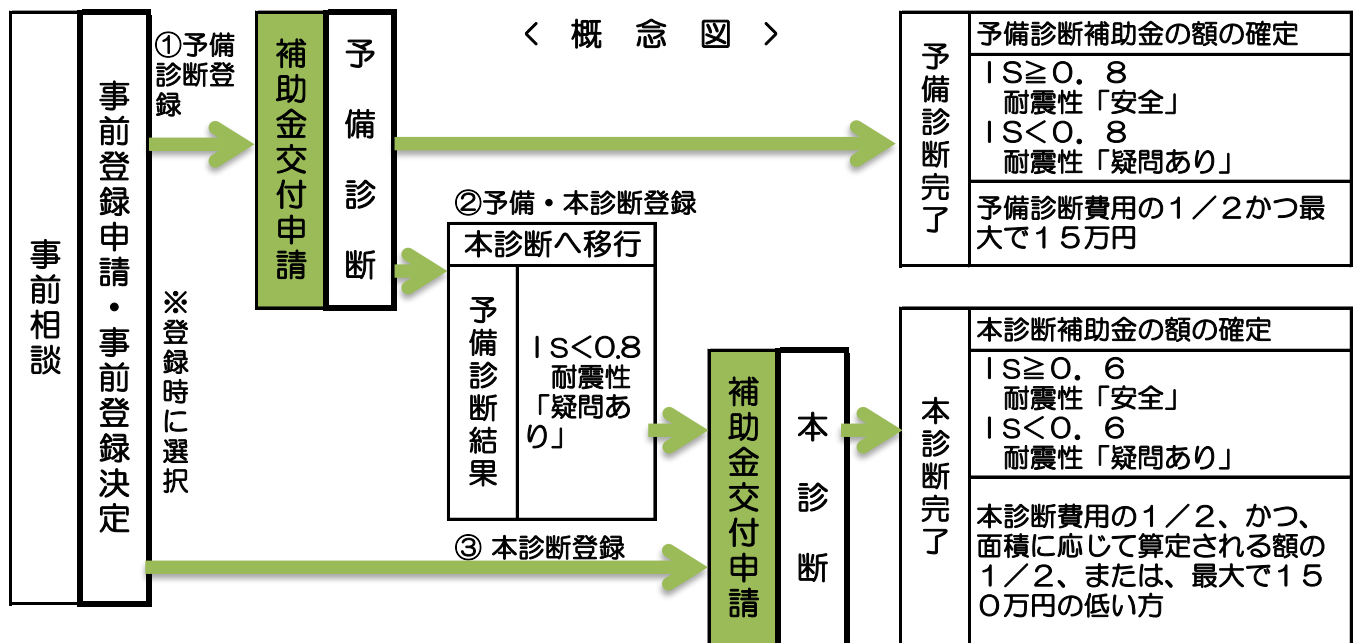 ＜ 概 念 図 ＞
事前相談
事前登録申請・事前登録決定
①予備
診断登
録
※登録時に選択
補助金交付申請
予備診断
②予備・本診断登録
本診断へ移行
予備診断結果
ＩＳ＜0.8
耐震性
「疑問あ
り」
③ 本診断登録
補助金交付申請
本診断
予備診断完了
予備診断補助金の額の確定
ＩＳ≧０．８
耐震性「安全」
ＩＳ＜０．８
耐震性「疑問あり」
予備診断費用の１／２かつ最
大で１５万円
本診断完了
本診断補助金の額の確定
ＩＳ≧０．６
耐震性「安全」
ＩＳ＜０．６
耐震性「疑問あり」
本診断費用の１／２、かつ、
面積に応じて算定される額の
１／２、または、最大で１５
０万円の低い方